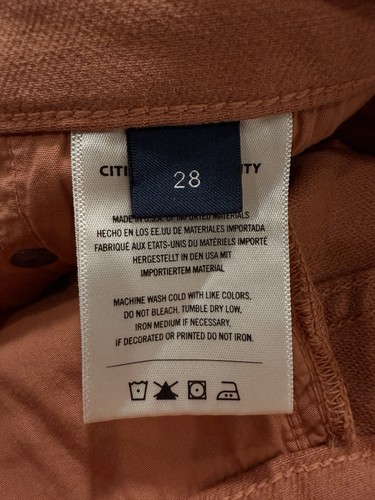 28
MADE IN U.S.A. OF IMPORTED MATERIALS
HECHO EN LOS EE.UU DE MATERIALES IMPORTADA
FABRIQUÉ AUX ETATS-UNIS DU MATÉRIELS IMPORTÉ
HERGESTELLT IN DEN USA MIT
IMPORTIERTEM MATERIAL
MACHINE WASH COLD WITH LIKE COLORS,
DO NOT BLEACH, TUMBLE DRY LOW,
IRON MEDIUM IF NECESSARY,
IF DECORATED OR PRINTED DO NOT IRON.